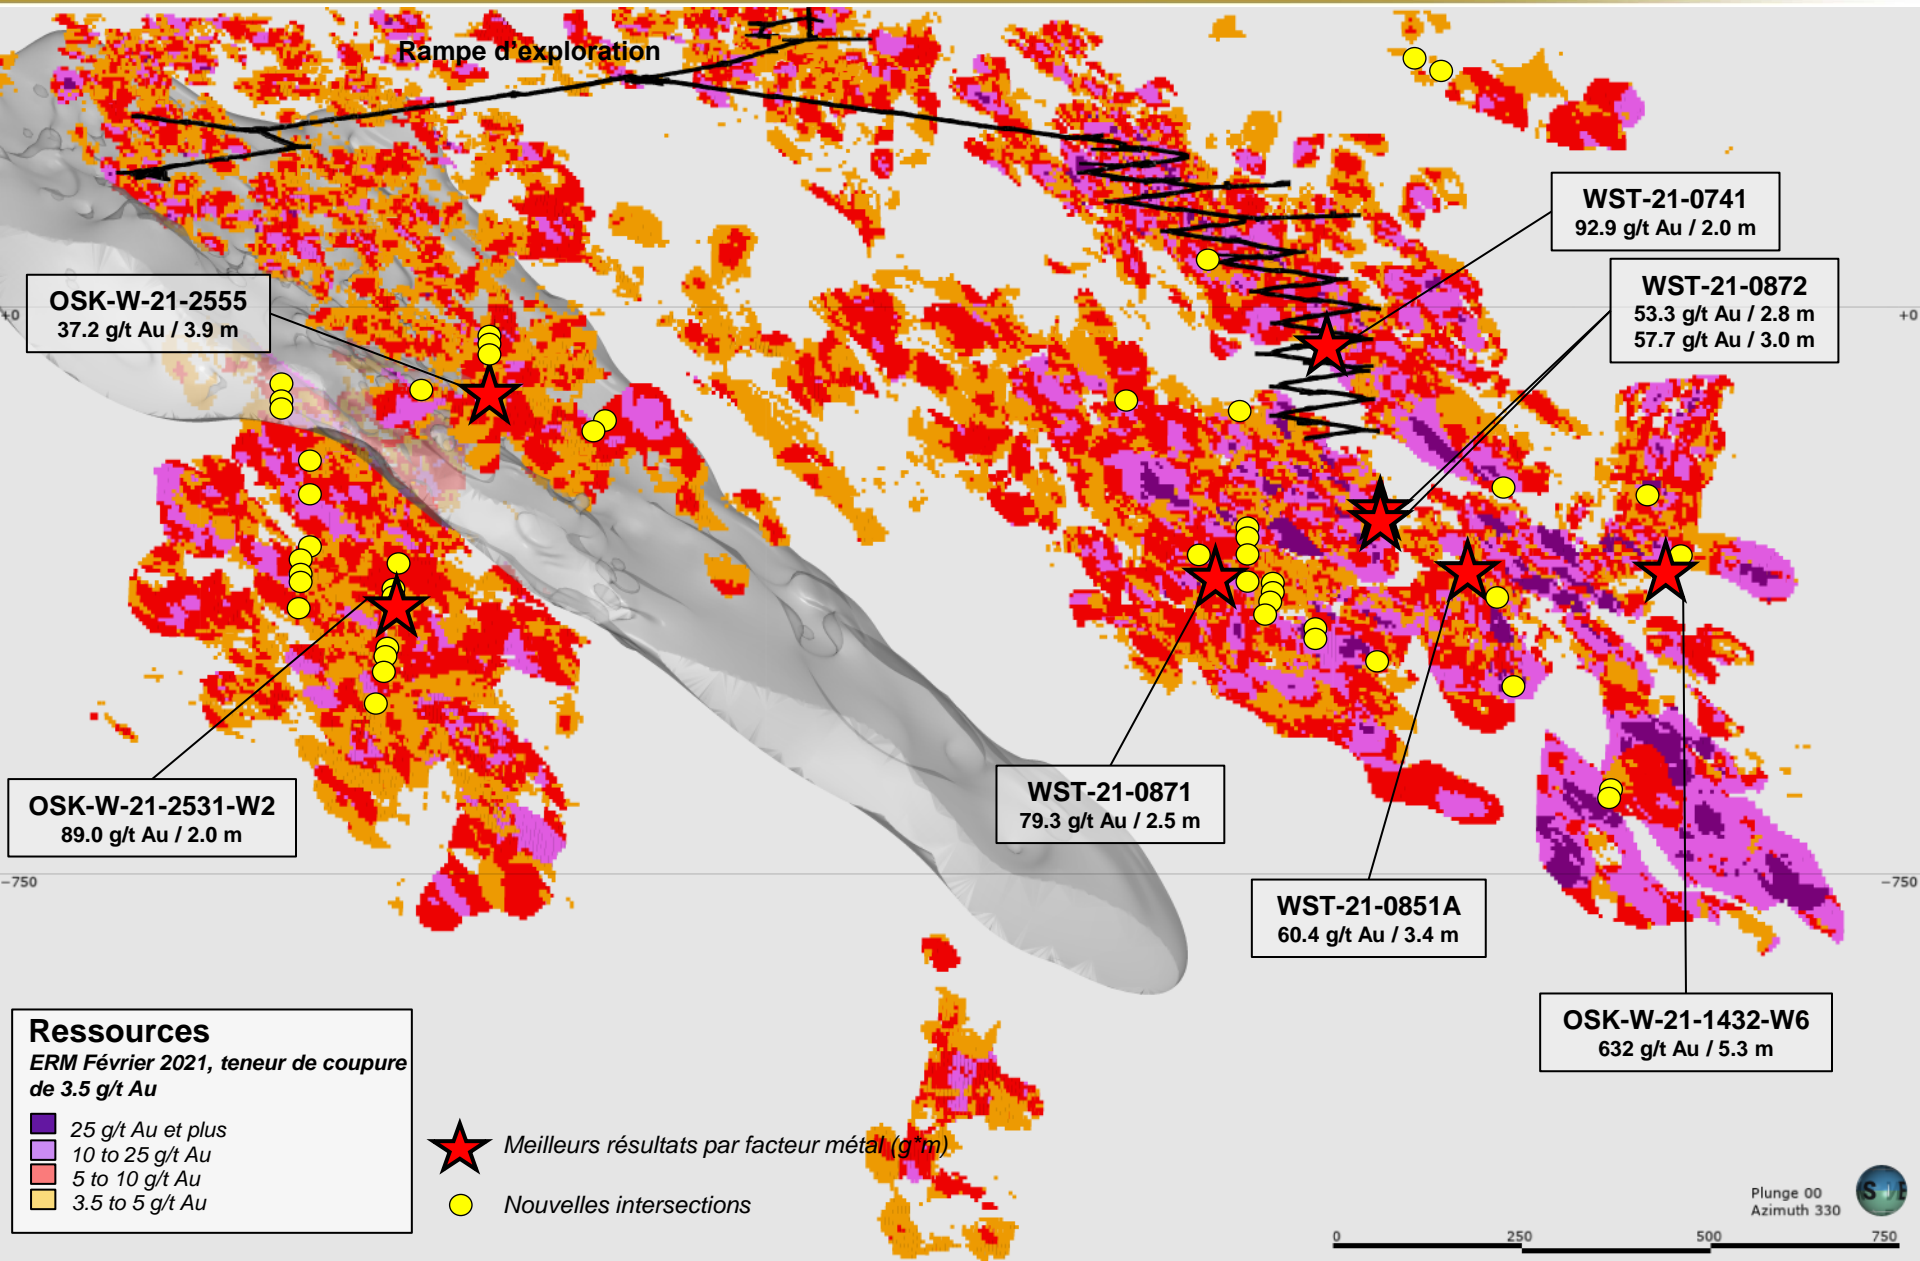 Rampe d'exploration
WST-21-0741
92.9 g/t Au / 2.0 m
WST-21-0872
53.3 g/t Au / 2.8 m
57.7 g/t Au / 3.0 m
OSK-W-21-2555
37.2 g/t Au / 3.9 m
+0
+0
OSK-W-21-2531-W2
89.0 g/t Au / 2.0 m
WST-21-0871
79.3 g/t Au / 2.5 m
−750
−750
WST-21-0851A
60.4 g/t Au / 3.4 m
OSK-W-21-1432-W6
632 g/t Au / 5.3 m
Ressources
ERM Février 2021, teneur de coupure
de 3.5 g/t Au
25 g/t Au et plus
10 to 25 g/t Au
5 to 10 g/t Au
3.5 to 5 g/t Au
Meilleurs résultats par facteur métal (g*m)
Nouvelles intersections
Plunge 00
Azimuth 330
0 250 500 750